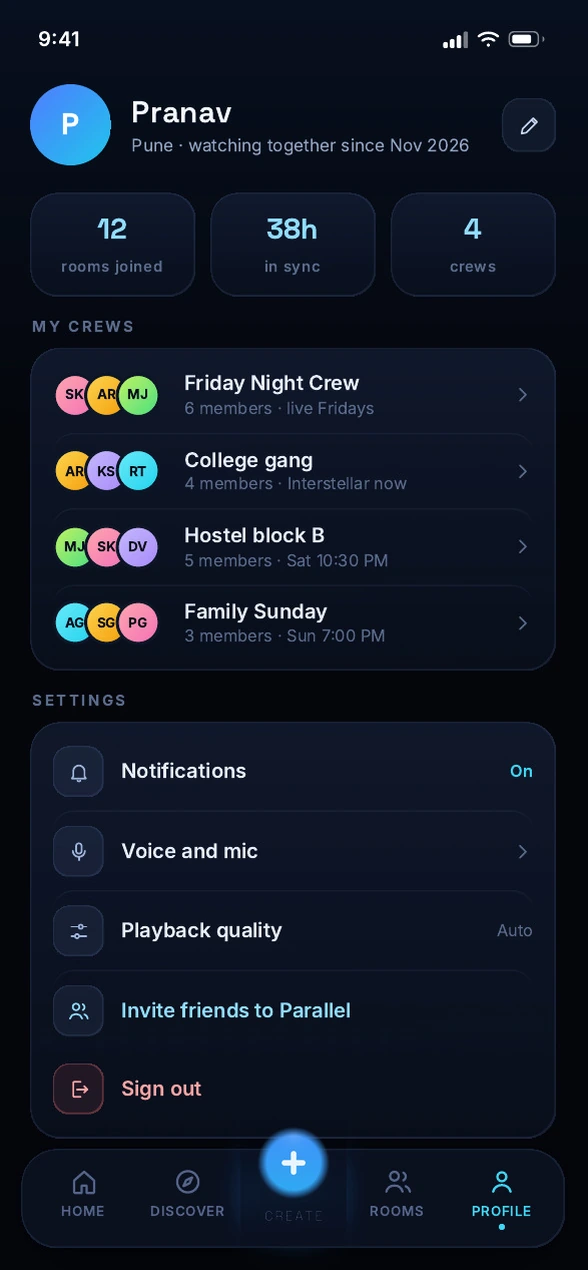 9:41
P
Pranav
Pune · watching together since Nov 2026
12
rooms joined
38h
in sync
4
crews
MY CREWS
SK AR MJ
Friday Night Crew
6 members · live Fridays
AR KS RT
College gang
4 members · Interstellar now
MJ SK DV
Hostel block B
5 members · Sat 10:30 PM
AG SG PG
Family Sunday
3 members · Sun 7:00 PM
SETTINGS
Notifications
On
Voice and mic
Playback quality
Auto
Invite friends to Parallel
Sign out
HOME
DISCOVER
CREATE
ROOMS
PROFILE